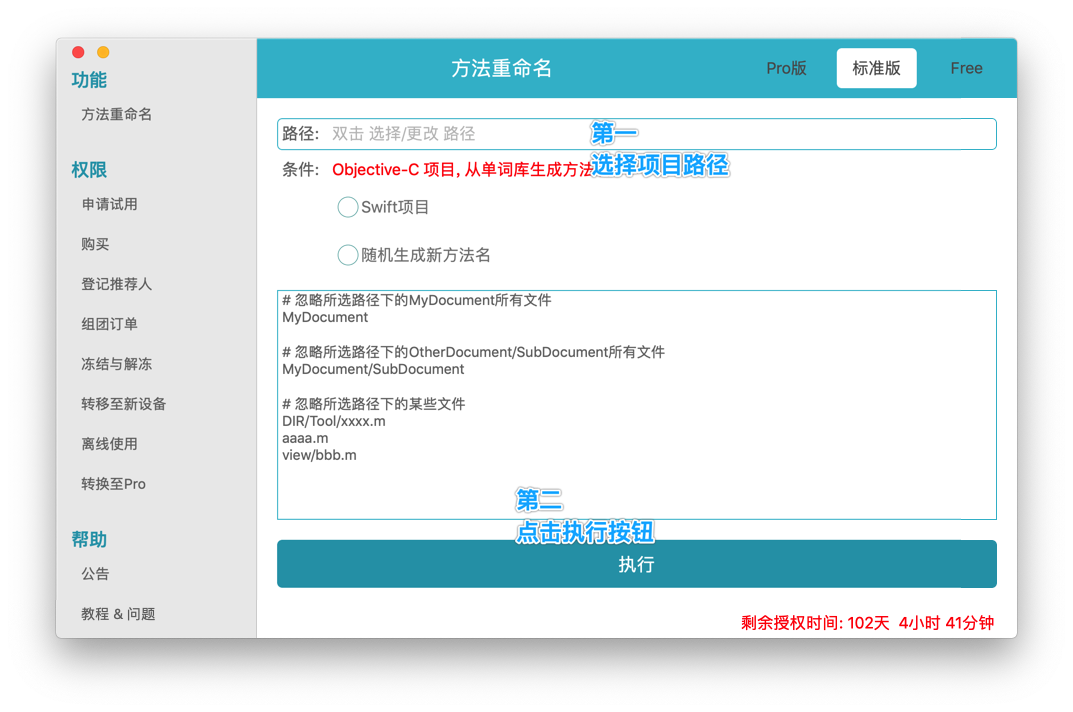 功能
方法重命名
权限
申请试用
购买
登记推荐人
组团订单
冻结与解冻
转移至新设备
离线使用
转换至Pro
帮助
公告
教程 & 问题
方法重命名
Pro版
标准版
Free
路径: 双击 选择/更改 路径
第一
选择项目路径
条件: Objective-C 项目, 从单词库生成方法
Swift项目
随机生成新方法名
# 忽略所选路径下的MyDocument所有文件
MyDocument
# 忽略所选路径下的OtherDocument/SubDocument所有文件
MyDocument/SubDocument
# 忽略所选路径下的某些文件
DIR/Tool/xxxx.m
aaaa.m
view/bbb.m
第二
点击执行按钮
执行
剩余授权时间: 102天 4小时 41分钟